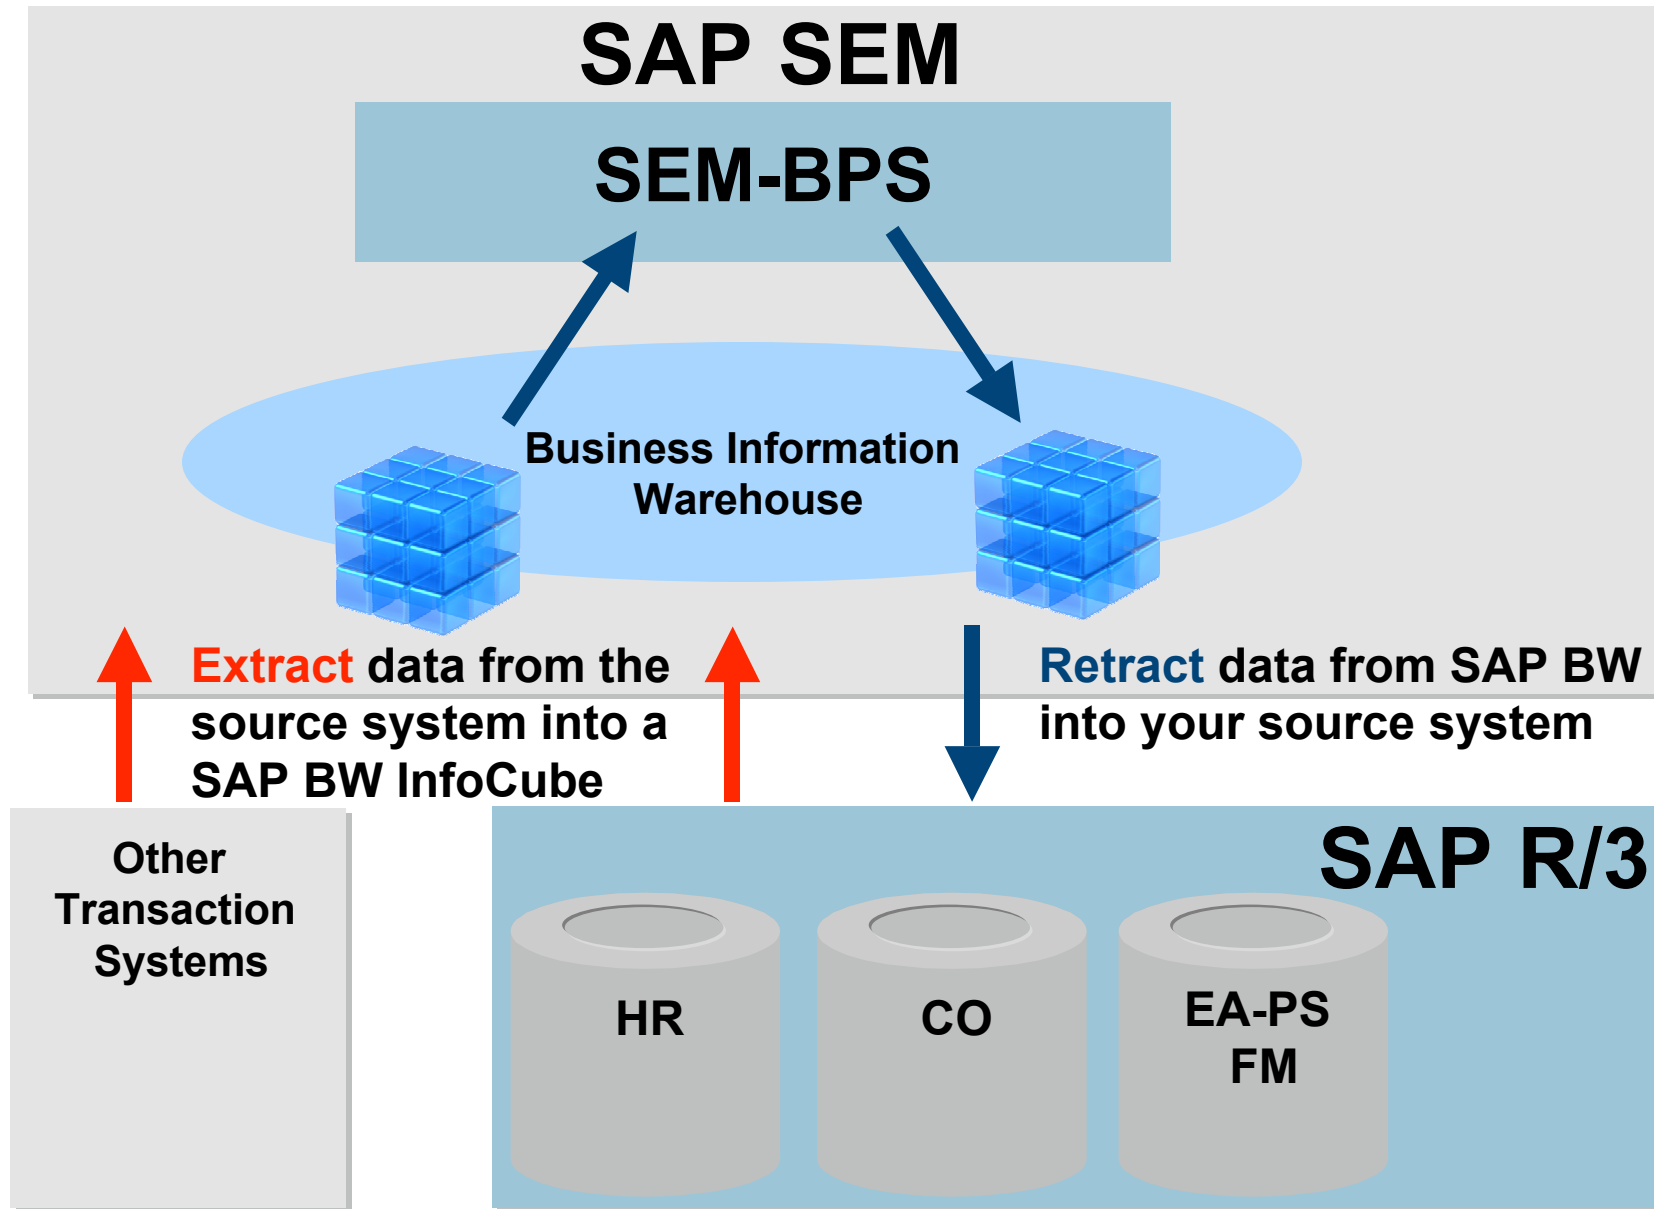 SAP SEM
SEM-BPS
Business Information
Warehouse
Extract data from the
source system into a
SAP BW InfoCube
Retract data from SAP BW
into your source system
Other
Transaction
Systems
SAP R/3
HR
CO
EA-PS
FM